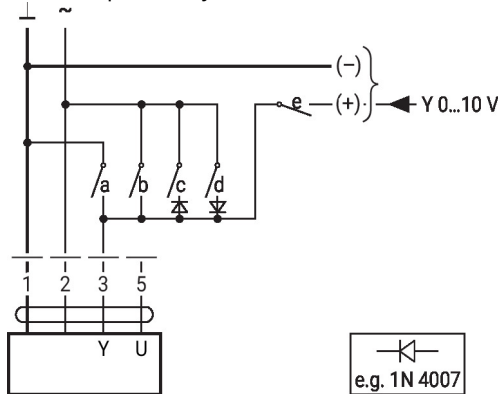 ⊥ ~
(–)
e (+) Y 0...10 V
a b c d
1 2 3 5
Y U
e.g. 1N 4007